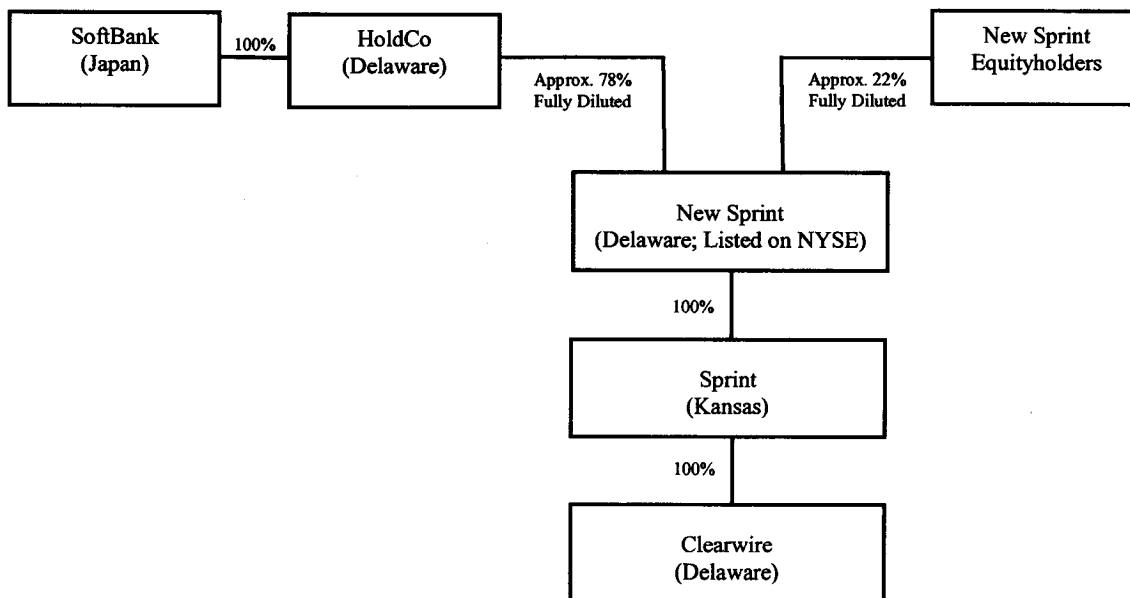 SoftBank
(Japan)
100%
HoldCo
(Delaware)
Approx. 78%
Fully Diluted
Approx. 22%
Fully Diluted
New Sprint
Equityholders
New Sprint
(Delaware; Listed on NYSE)
100%
Sprint
(Kansas)
100%
Clearwire
(Delaware)